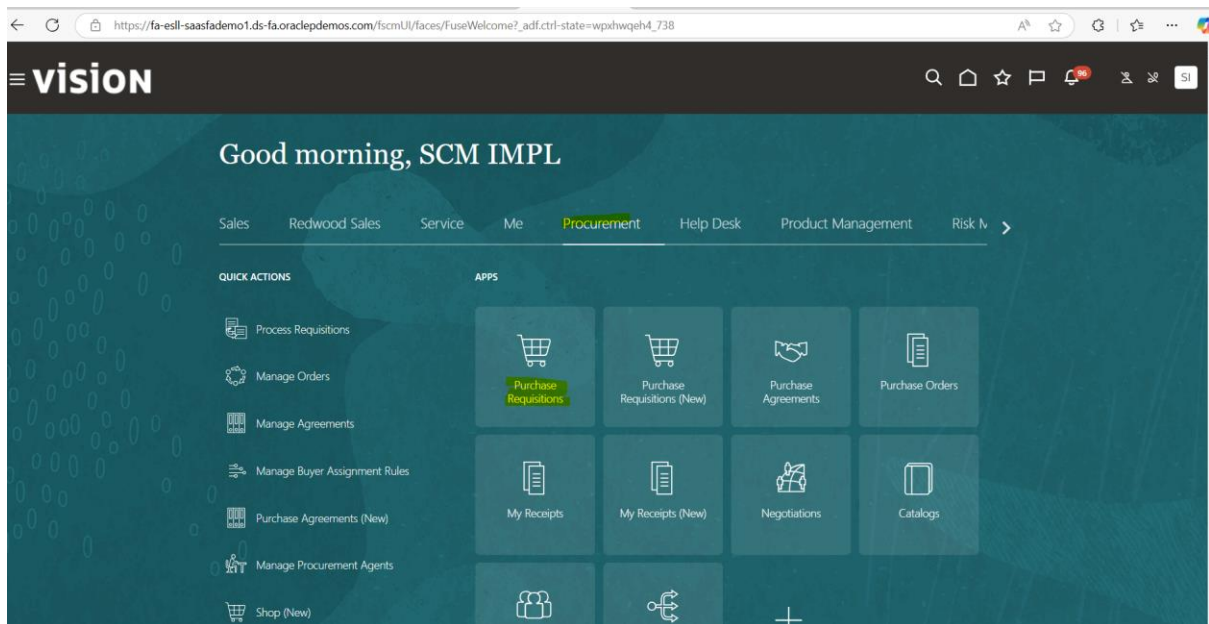 https://fa-esll-saasfademo1.ds-fa.oraclepdemos.com/fscmUI/faces/FuseWelcome?_adf.ctrl-state=wpxhwqeh4_738
VISION
96
SI
Good morning, SCM IMPL
Sales Redwood Sales Service Me Procurement Help Desk Product Management Risk M
QUICK ACTIONS
APPS
Process Requisitions
Manage Orders
Manage Agreements
Manage Buyer Assignment Rules
Purchase Agreements (New)
Manage Procurement Agents
Shop (New)
Purchase
Requisitions
Purchase
Requisitions (New)
Purchase
Agreements
Purchase Orders
My Receipts
My Receipts (New)
Negotiations
Catalogs